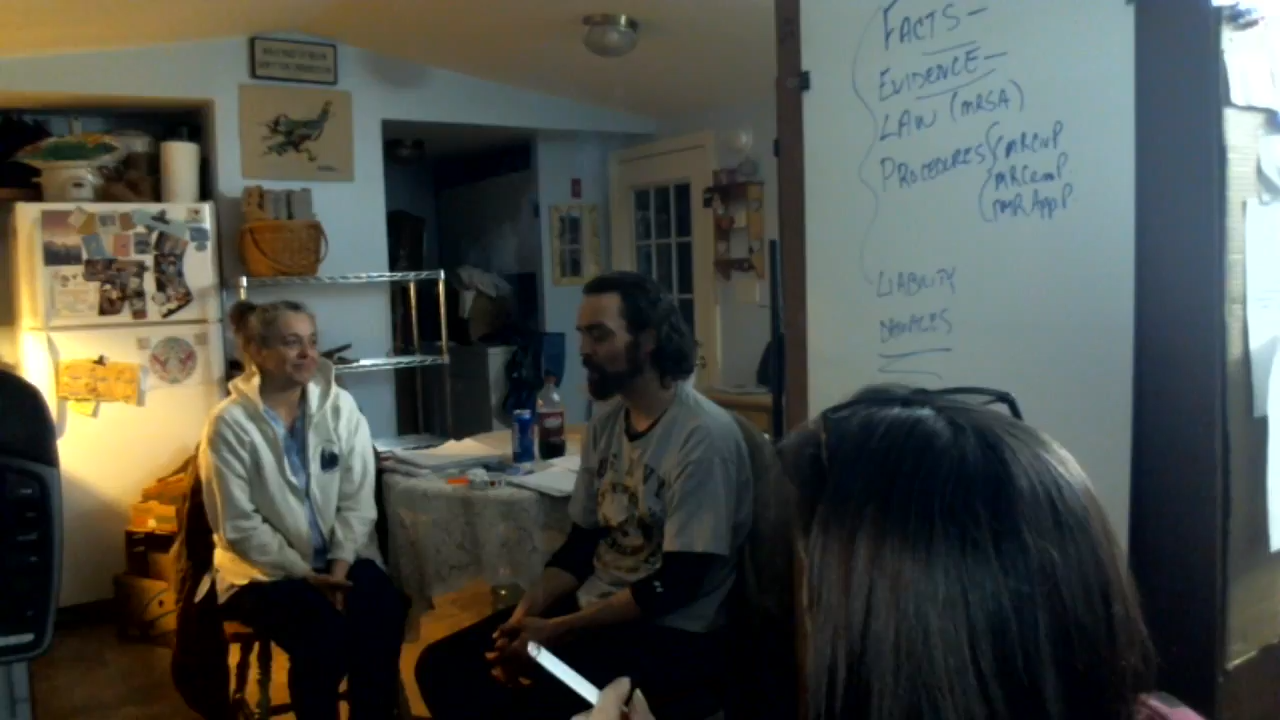 FACTS—
EVIDENCE—
LAW (MRSA)
PROCEDURES { MRCivP
MRCrimP
MR App P.
LIABILITY
DAMAGES